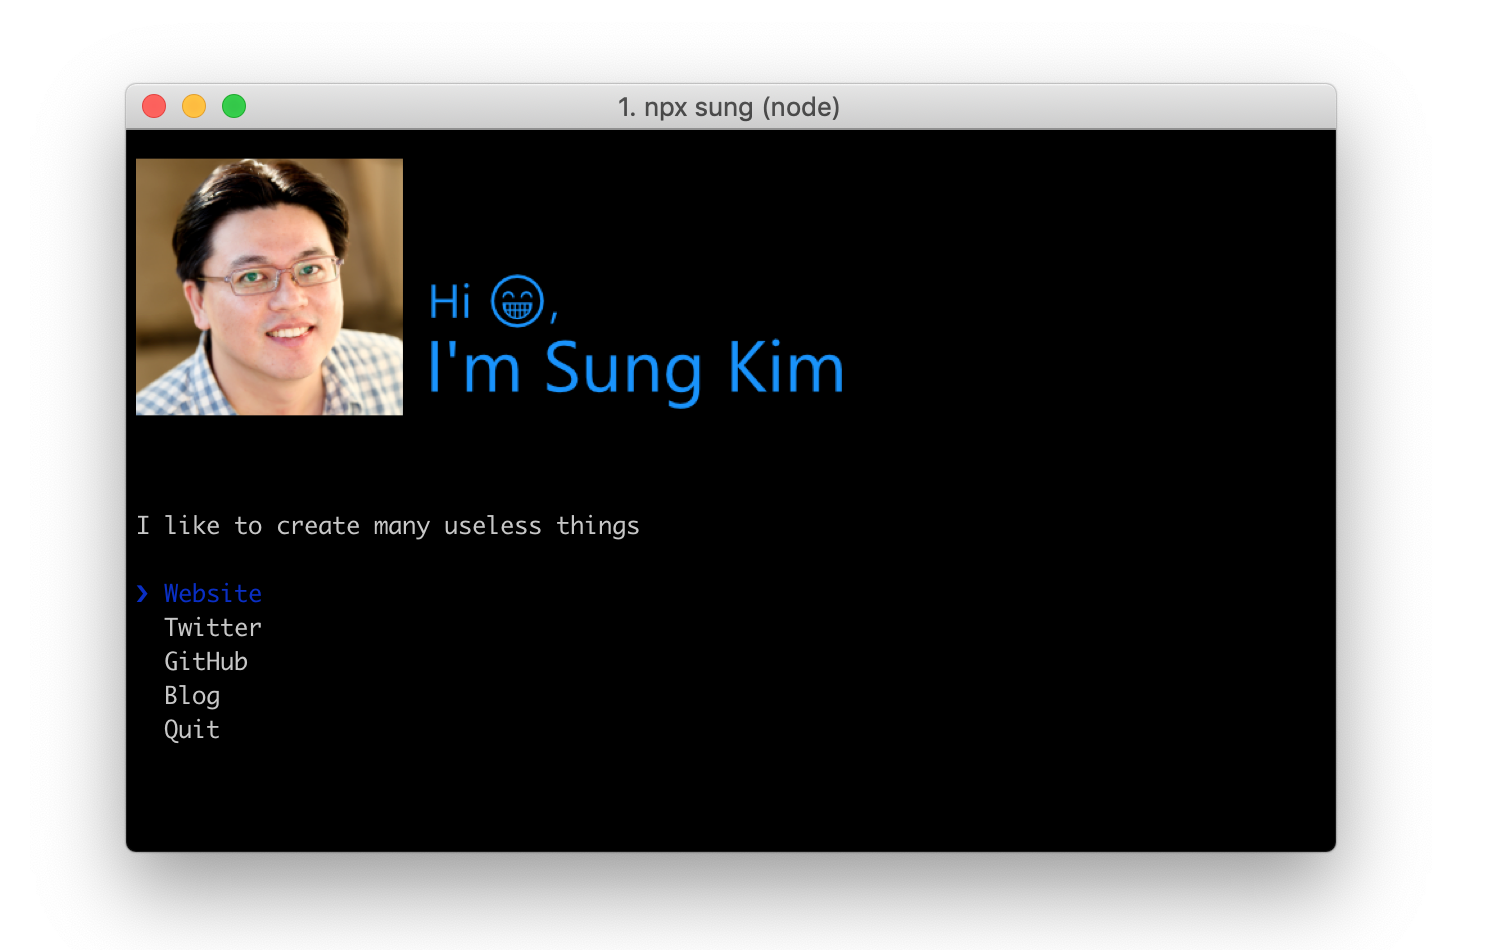 1. npx sung (node)
Hi 😁,
I'm Sung Kim
I like to create many useless things
❯ Website
Twitter
GitHub
Blog
Quit